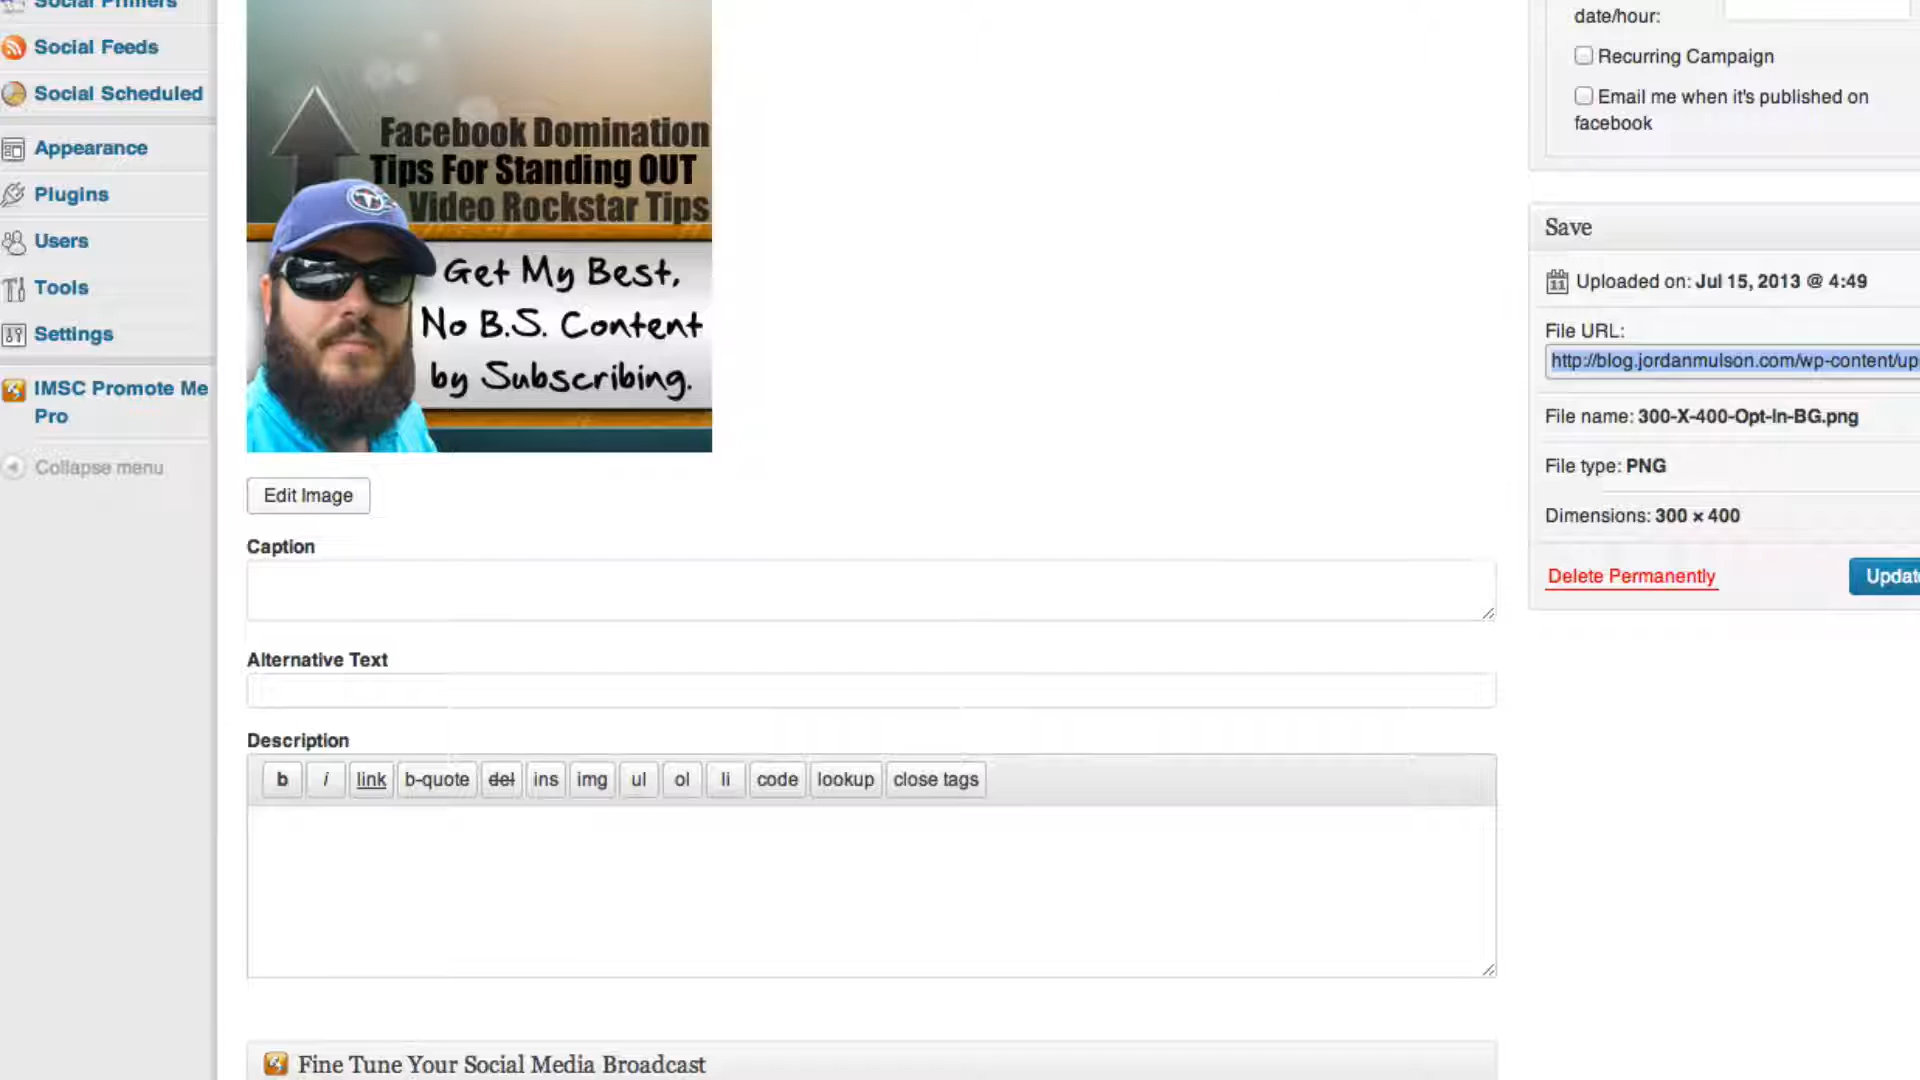 Social Primers
Social Feeds
Social Scheduled
Appearance
Plugins
Users
Tools
Settings
IMSC Promote Me
Pro
Collapse menu
Facebook Domination
Tips For Standing OUT
Video Rockstar Tips
Get My Best,
No B.S. Content
by Subscribing.
Edit Image
Caption
Alternative Text
Description
b i link b-quote del ins img ul ol li code lookup close tags
Fine Tune Your Social Media Broadcast
date/hour:
Recurring Campaign
Email me when it's published on
facebook
Save
11 Uploaded on: Jul 15, 2013 @ 4:49
File URL:
http://blog.jordanmulson.com/wp-content/up
File name: 300-X-400-Opt-In-BG.png
File type: PNG
Dimensions: 300 × 400
Delete Permanently
Updat